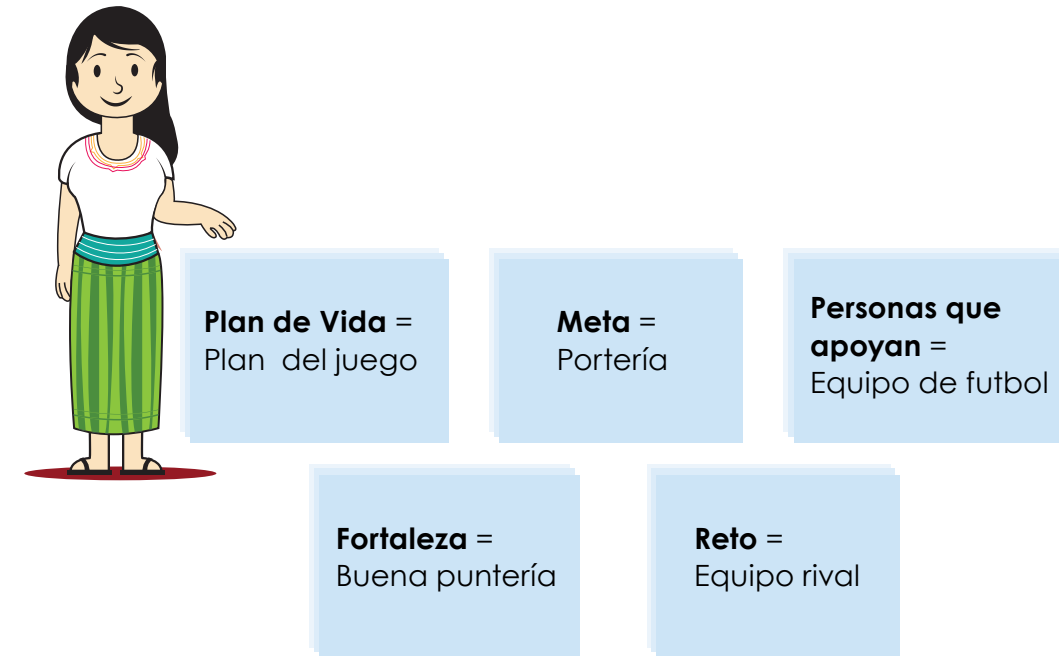 Plan de Vida =
Plan del juego
Meta =
Portería
Personas que
apoyan =
Equipo de futbol
Fortaleza =
Buena puntería
Reto =
Equipo rival